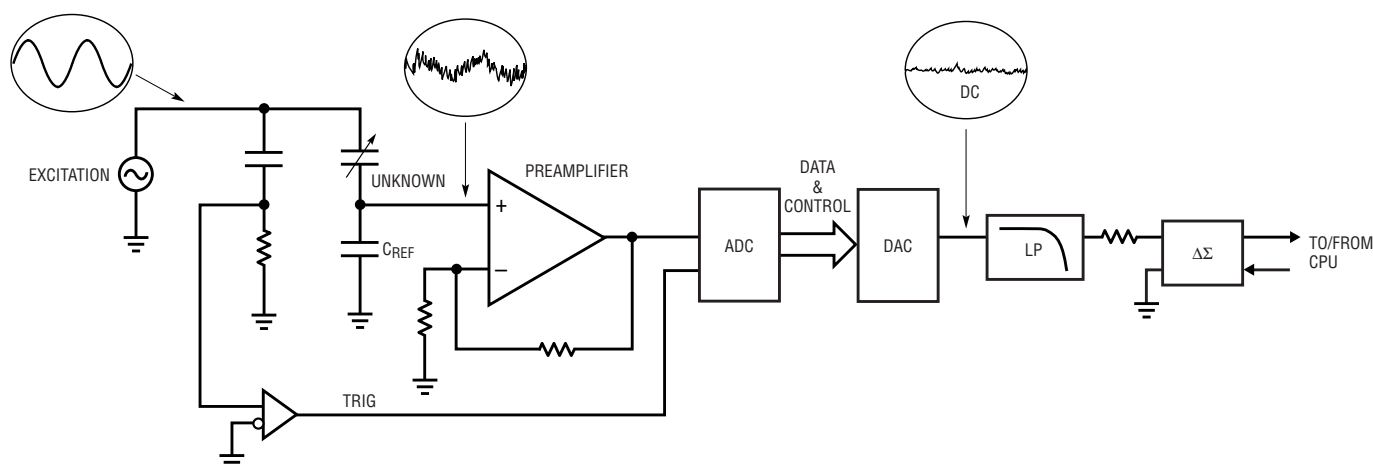 EXCITATION
UNKNOWN
CREF
PREAMPLIFIER
+
–
TRIG
ADC
DATA
&
CONTROL
DAC
DC
LP
ΔΣ
TO/FROM
CPU